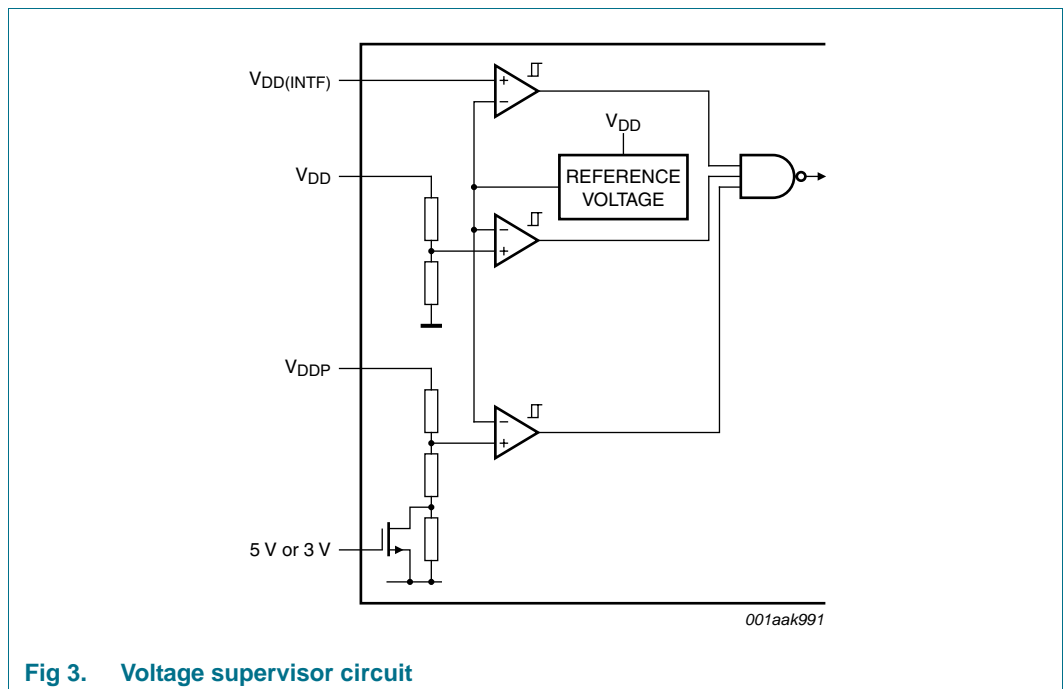 VDD(INTF)
VDD
VDD
REFERENCE
VOLTAGE
VDDP
5 V or 3 V
001aak991
Fig 3. Voltage supervisor circuit